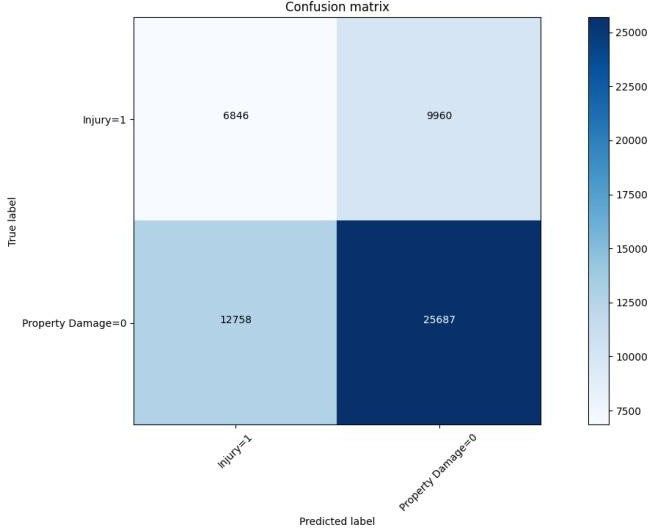 Confusion matrix
Injury=1
6846
9960
Property Damage=0
12758
25687
True label
Injury=1
Property Damage=0
Predicted label
25000
22500
20000
17500
15000
12500
10000
7500